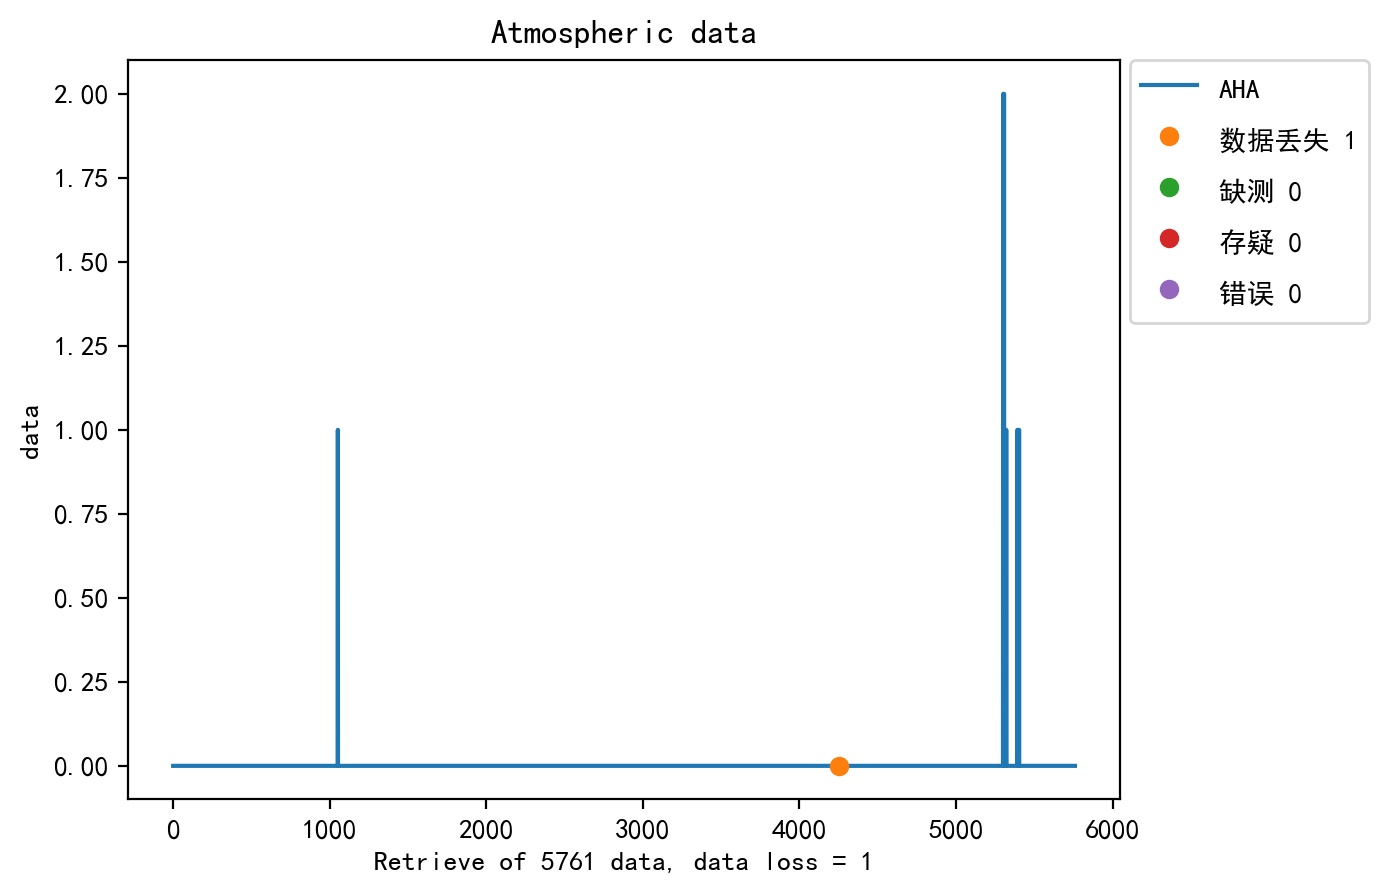 Atmospheric data
AHA
数据丢失 1
缺测 0
存疑 0
错误 0
data
2.00
1.75
1.50
1.25
1.00
0.75
0.50
0.25
0.00
0 1000 2000 3000 4000 5000 6000
Retrieve of 5761 data, data loss = 1